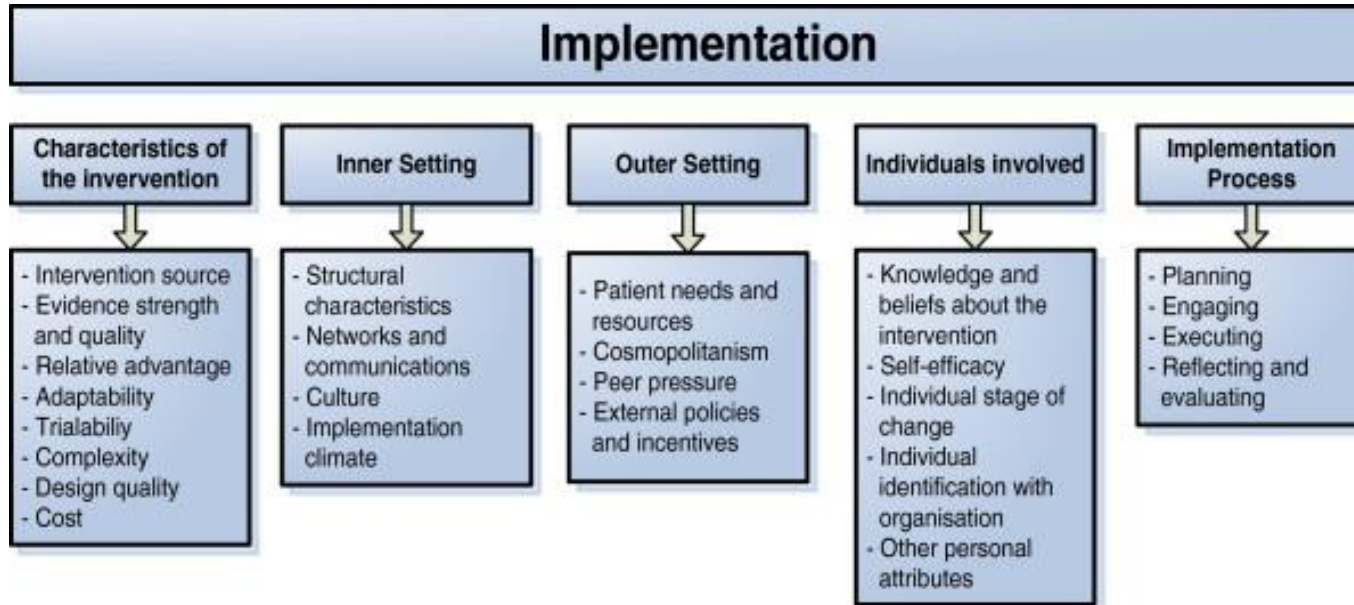 Implementation
Characteristics of
the invervention
- Intervention source
- Evidence strength
and quality
- Relative advantage
- Adaptability
- Trialabiliy
- Complexity
- Design quality
- Cost
Inner Setting
- Structural
characteristics
- Networks and
communications
- Culture
- Implementation
climate
Outer Setting
- Patient needs and
resources
- Cosmopolitanism
- Peer pressure
- External policies
and incentives
Individuals involved
- Knowledge and
beliefs about the
intervention
- Self-efficacy
- Individual stage of
change
- Individual
identification with
organisation
- Other personal
attributes
Implementation
Process
- Planning
- Engaging
- Executing
- Reflecting and
evaluating